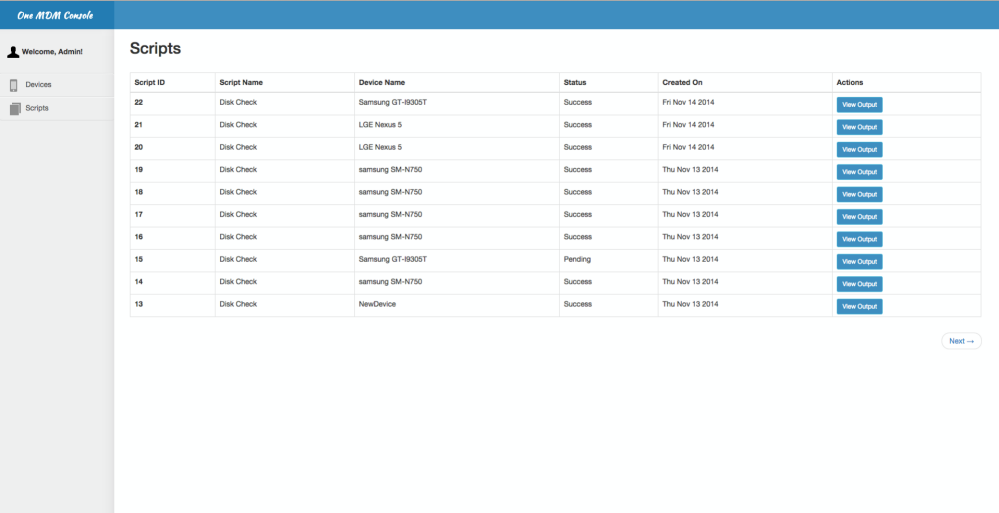 One MDM Console
Welcome, Admin!
Devices
Scripts
Scripts
Script ID Script Name Device Name Status Created On Actions
22 Disk Check Samsung GT-I9305T Success Fri Nov 14 2014 View Output
21 Disk Check LGE Nexus 5 Success Fri Nov 14 2014 View Output
20 Disk Check LGE Nexus 5 Success Fri Nov 14 2014 View Output
19 Disk Check samsung SM-N750 Success Thu Nov 13 2014 View Output
18 Disk Check samsung SM-N750 Success Thu Nov 13 2014 View Output
17 Disk Check samsung SM-N750 Success Thu Nov 13 2014 View Output
16 Disk Check samsung SM-N750 Success Thu Nov 13 2014 View Output
15 Disk Check Samsung GT-I9305T Pending Thu Nov 13 2014 View Output
14 Disk Check samsung SM-N750 Success Thu Nov 13 2014 View Output
13 Disk Check NewDevice Success Thu Nov 13 2014 View Output
Next →